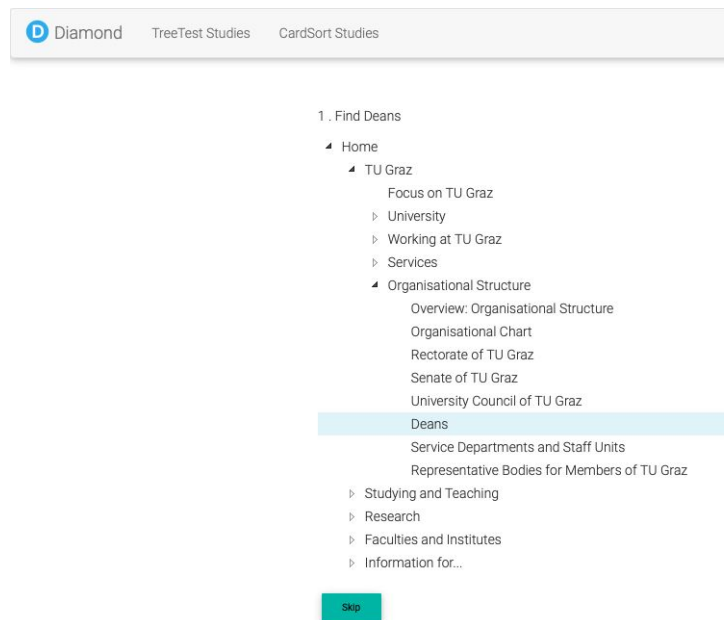 D Diamond TreeTest Studies CardSort Studies
1 . Find Deans
Home
TU Graz
Focus on TU Graz
University
Working at TU Graz
Services
Organisational Structure
Overview: Organisational Structure
Organisational Chart
Rectorate of TU Graz
Senate of TU Graz
University Council of TU Graz
Deans
Service Departments and Staff Units
Representative Bodies for Members of TU Graz
Studying and Teaching
Research
Faculties and Institutes
Information for...
Skip